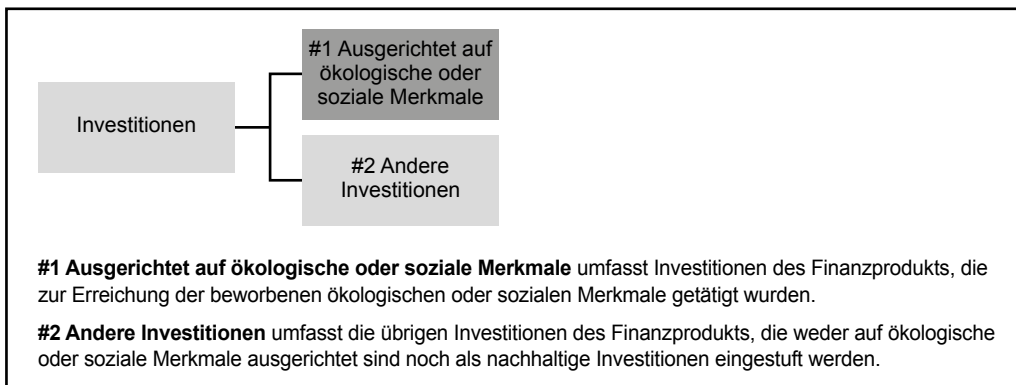 #1 Ausgerichtet auf
ökologische oder
soziale Merkmale
Investitionen
#2 Andere
Investitionen
#1 Ausgerichtet auf ökologische oder soziale Merkmale umfasst Investitionen des Finanzprodukts, die
zur Erreichung der beworbenen ökologischen oder sozialen Merkmale getätigt wurden.
#2 Andere Investitionen umfasst die übrigen Investitionen des Finanzprodukts, die weder auf ökologische
oder soziale Merkmale ausgerichtet sind noch als nachhaltige Investitionen eingestuft werden.